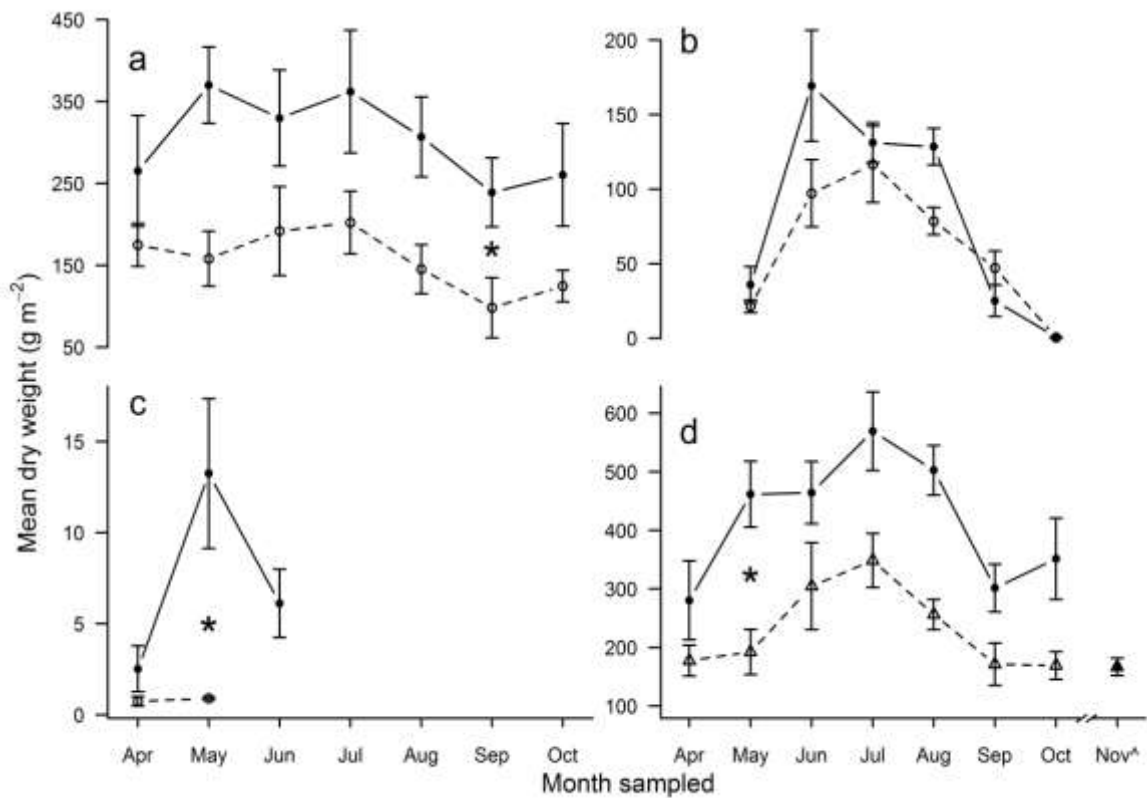 Mean dry weight (g m⁻²)
a
450
350
250
150
50
*
b
200
150
100
50
0
c
15
10
5
0
*
Apr May Jun Jul Aug Sep Oct
d
600
500
400
300
200
100
*
Apr May Jun Jul Aug Sep Oct Nov^
Month sampled